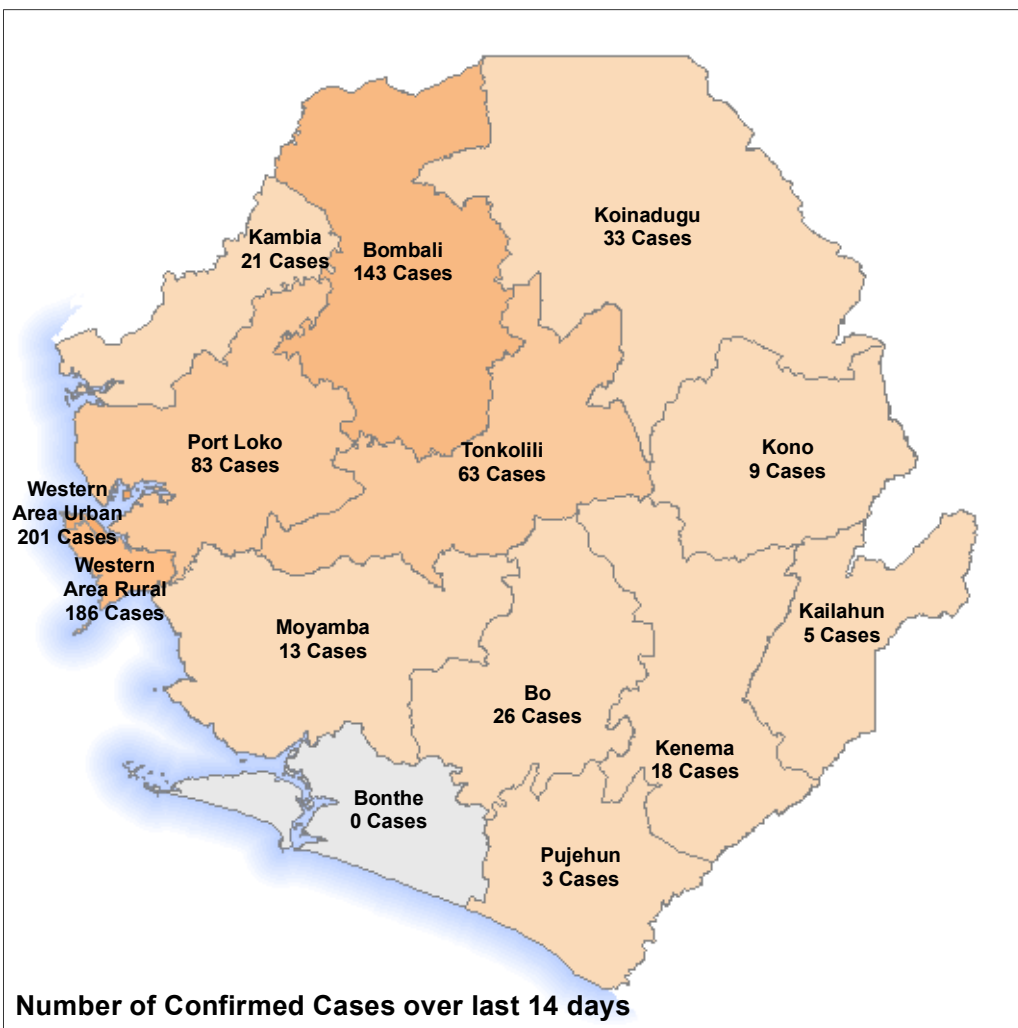 Koinadugu
33 Cases
Kambia
21 Cases
Bombali
143 Cases
Port Loko
83 Cases
Tonkolili
63 Cases
Kono
9 Cases
Western
Area Urban
201 Cases
Western
Area Rural
186 Cases
Kailahun
5 Cases
Moyamba
13 Cases
Bo
26 Cases
Kenema
18 Cases
Bonthe
0 Cases
Pujehun
3 Cases
Number of Confirmed Cases over last 14 days